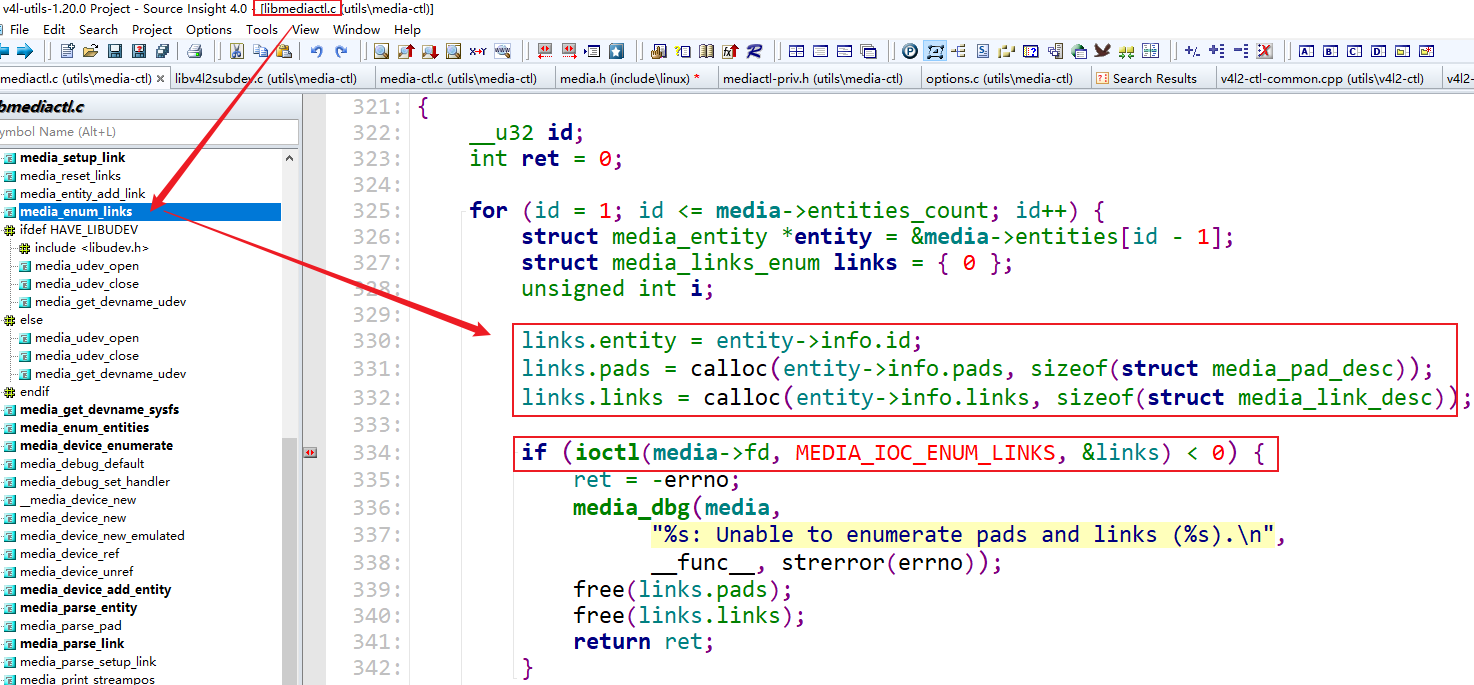 v4l-utils-1.20.0 Project - Source Insight 4.0 - [libmediactl.c (utils\media-ctl)]
File Edit Search Project Options Tools View Window Help
mediactl.c (utils\media-ctl) × libv4l2subdev.c (utils\media-ctl) media-ctl.c (utils\media-ctl) media.h (include\linux) * mediactl-priv.h (utils\media-ctl) options.c (utils\media-ctl) Search Results v4l2-ctl-common.cpp (utils\v4l2-ctl) v4l2-
bmediactl.c
ymbol Name (Alt+L)
media_setup_link
media_reset_links
media_entity_add_link
media_enum_links
ifdef HAVE_LIBUDEV
include <libudev.h>
media_udev_open
media_udev_close
media_get_devname_udev
else
media_udev_open
media_udev_close
media_get_devname_udev
endif
media_get_devname_sysfs
media_enum_entities
media_device_enumerate
media_debug_default
media_debug_set_handler
__media_device_new
media_device_new
media_device_new_emulated
media_device_ref
media_device_unref
media_device_add_entity
media_parse_entity
media_parse_pad
media_parse_link
media_parse_setup_link
media_print_streampos
321: {
322: __u32 id;
323: int ret = 0;
324:
325: for (id = 1; id <= media->entities_count; id++) {
326: struct media_entity *entity = &media->entities[id - 1];
327: struct media_links_enum links = { 0 };
328: unsigned int i;
329:
330: links.entity = entity->info.id;
331: links.pads = calloc(entity->info.pads, sizeof(struct media_pad_desc));
332: links.links = calloc(entity->info.links, sizeof(struct media_link_desc));
333:
334: if (ioctl(media->fd, MEDIA_IOC_ENUM_LINKS, &links) < 0) {
335: ret = -errno;
336: media_dbg(media,
337: "%s: Unable to enumerate pads and links (%s).\n",
338: __func__, strerror(errno));
339: free(links.pads);
340: free(links.links);
341: return ret;
342: }